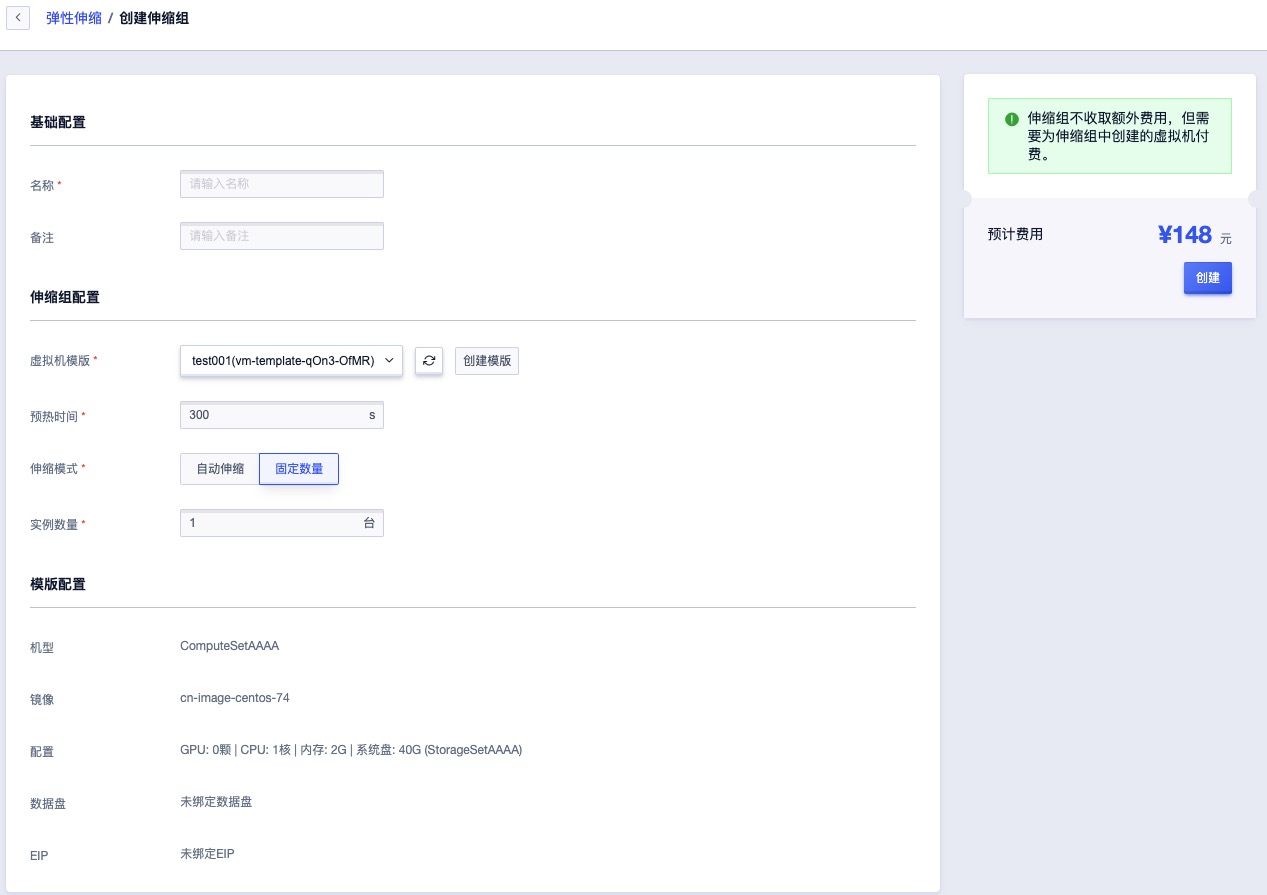 弹性伸缩 / 创建伸缩组
基础配置
名称 *
请输入名称
备注
请输入备注
伸缩组配置
虚拟机模版 *
test001(vm-template-qOn3-OfMR)
创建模版
预热时间 *
300 s
伸缩模式 *
自动伸缩 固定数量
实例数量 *
1 台
模版配置
机型
ComputeSetAAAA
镜像
cn-image-centos-74
配置
GPU: 0颗 | CPU: 1核 | 内存: 2G | 系统盘: 40G (StorageSetAAAA)
数据盘
未绑定数据盘
EIP
未绑定EIP
伸缩组不收取额外费用，但需
要为伸缩组中创建的虚拟机付
费。
预计费用
¥148 元
创建